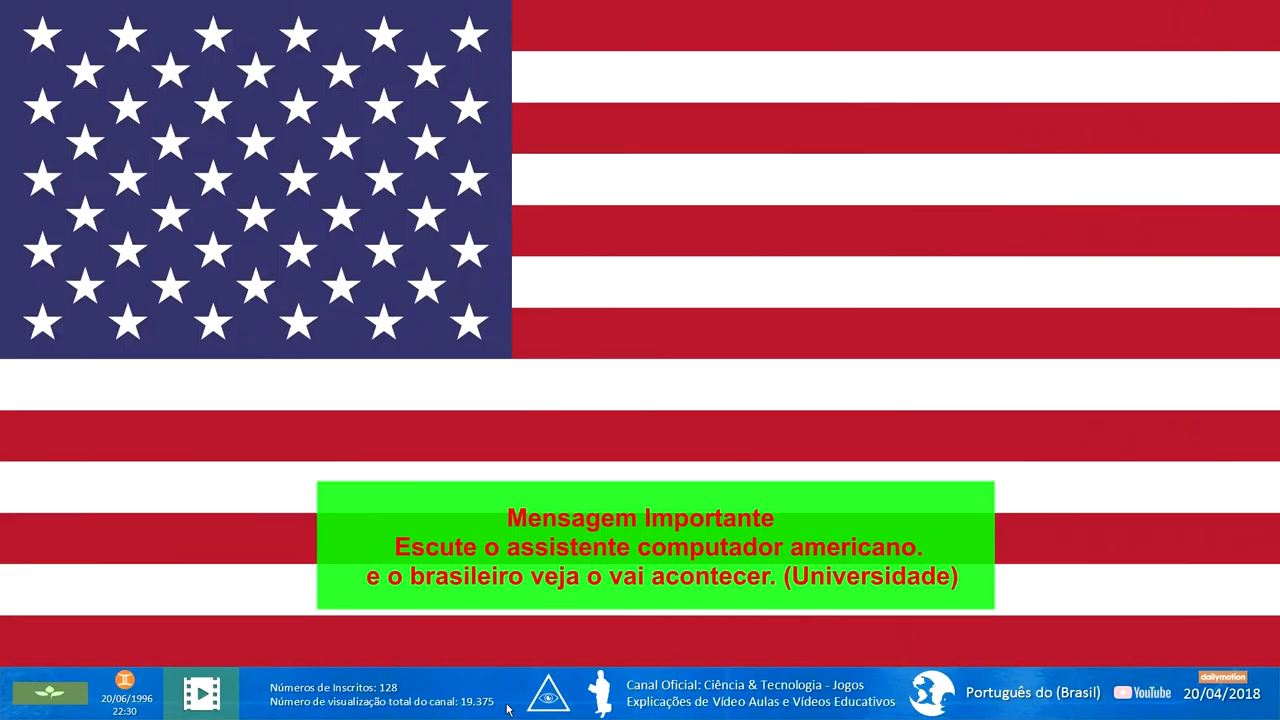 Mensagem Importante
Escute o assistente computador americano.
e o brasileiro veja o vai acontecer. (Universidade)
20/06/1996
22:30
Números de Inscritos: 128
Número de visualização total do canal: 19.375
Canal Oficial: Ciência & Tecnologia - Jogos
Explicações de Vídeo Aulas e Vídeos Educativos
Português do (Brasil)
YouTube
dailymotion
20/04/2018